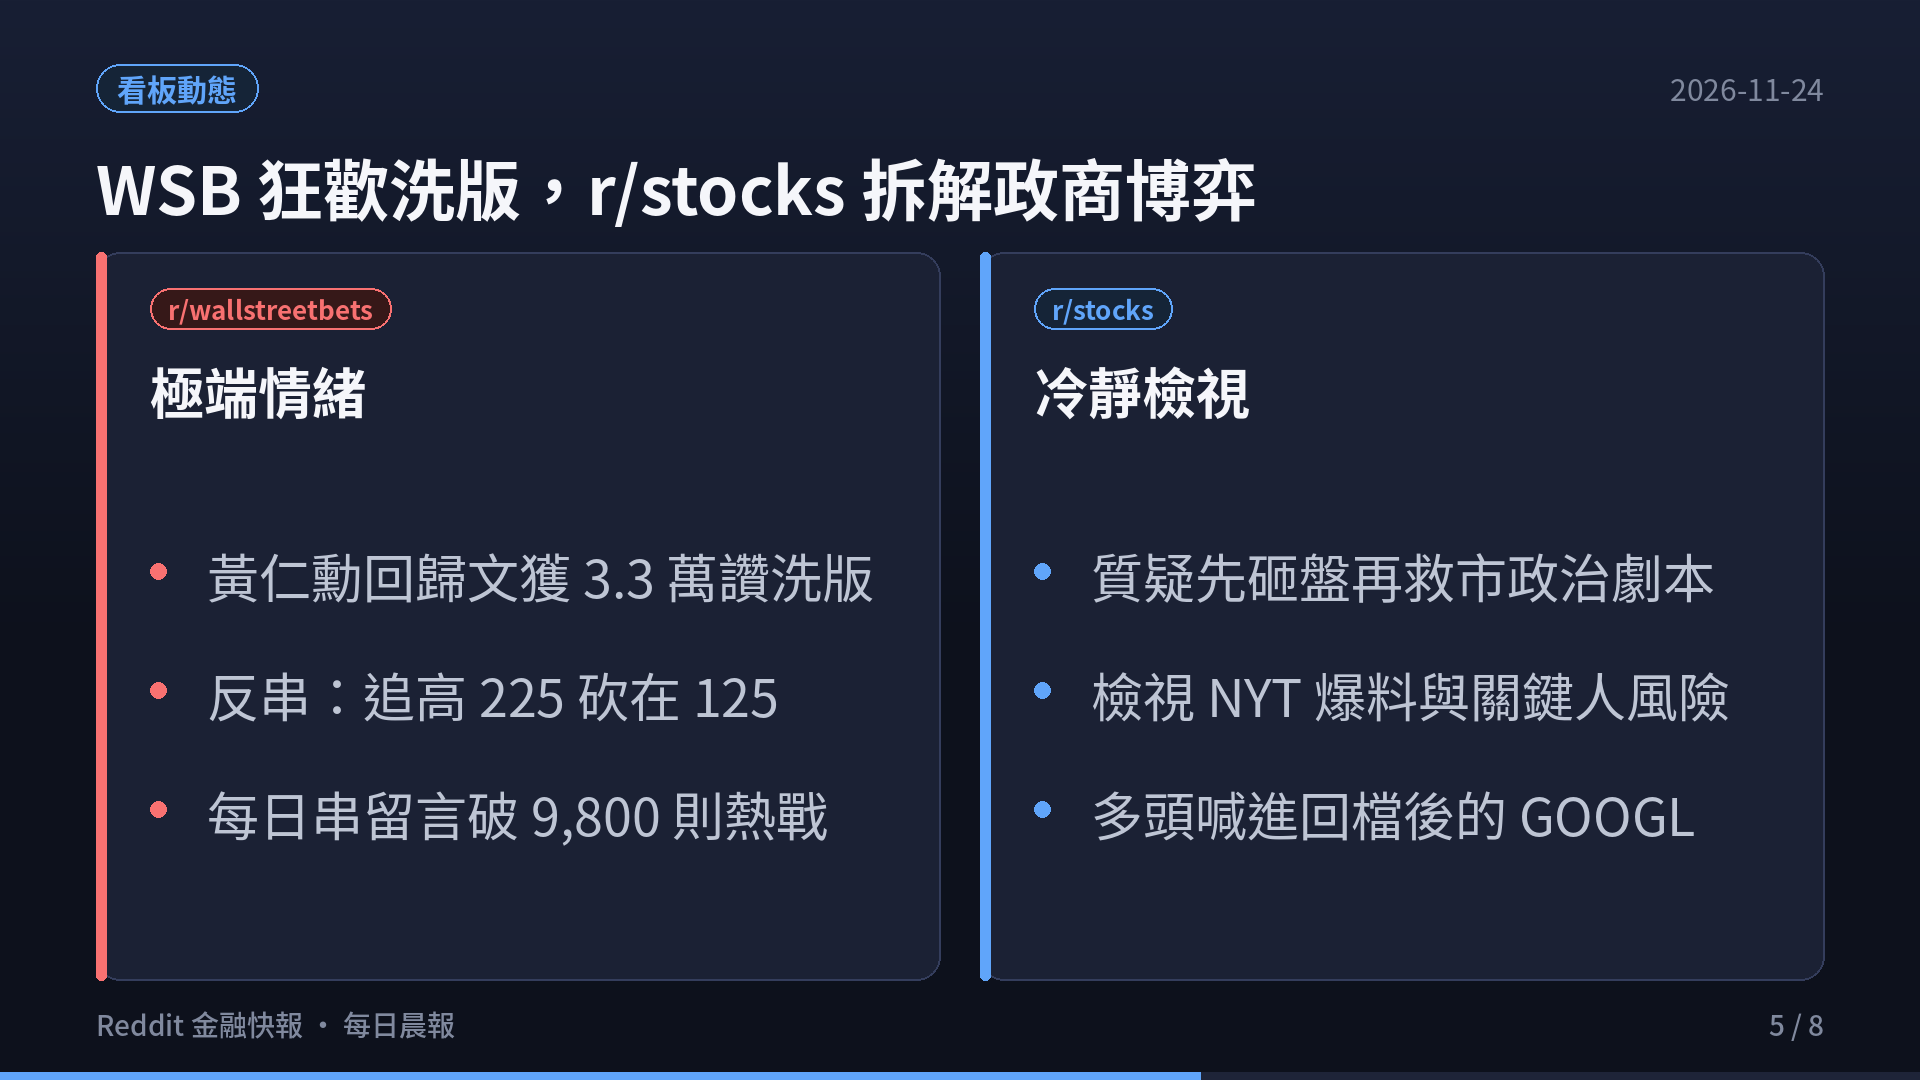 看板動態
2026-11-24
WSB 狂歡洗版，r/stocks 拆解政商博弈
r/wallstreetbets
極端情緒
黃仁勳回歸文獲 3.3 萬讚洗版
反串：追高 225 砍在 125
每日串留言破 9,800 則熱戰
r/stocks
冷靜檢視
質疑先砸盤再救市政治劇本
檢視 NYT 爆料與關鍵人風險
多頭喊進回檔後的 GOOGL
Reddit 金融快報 · 每日晨報
5 / 8